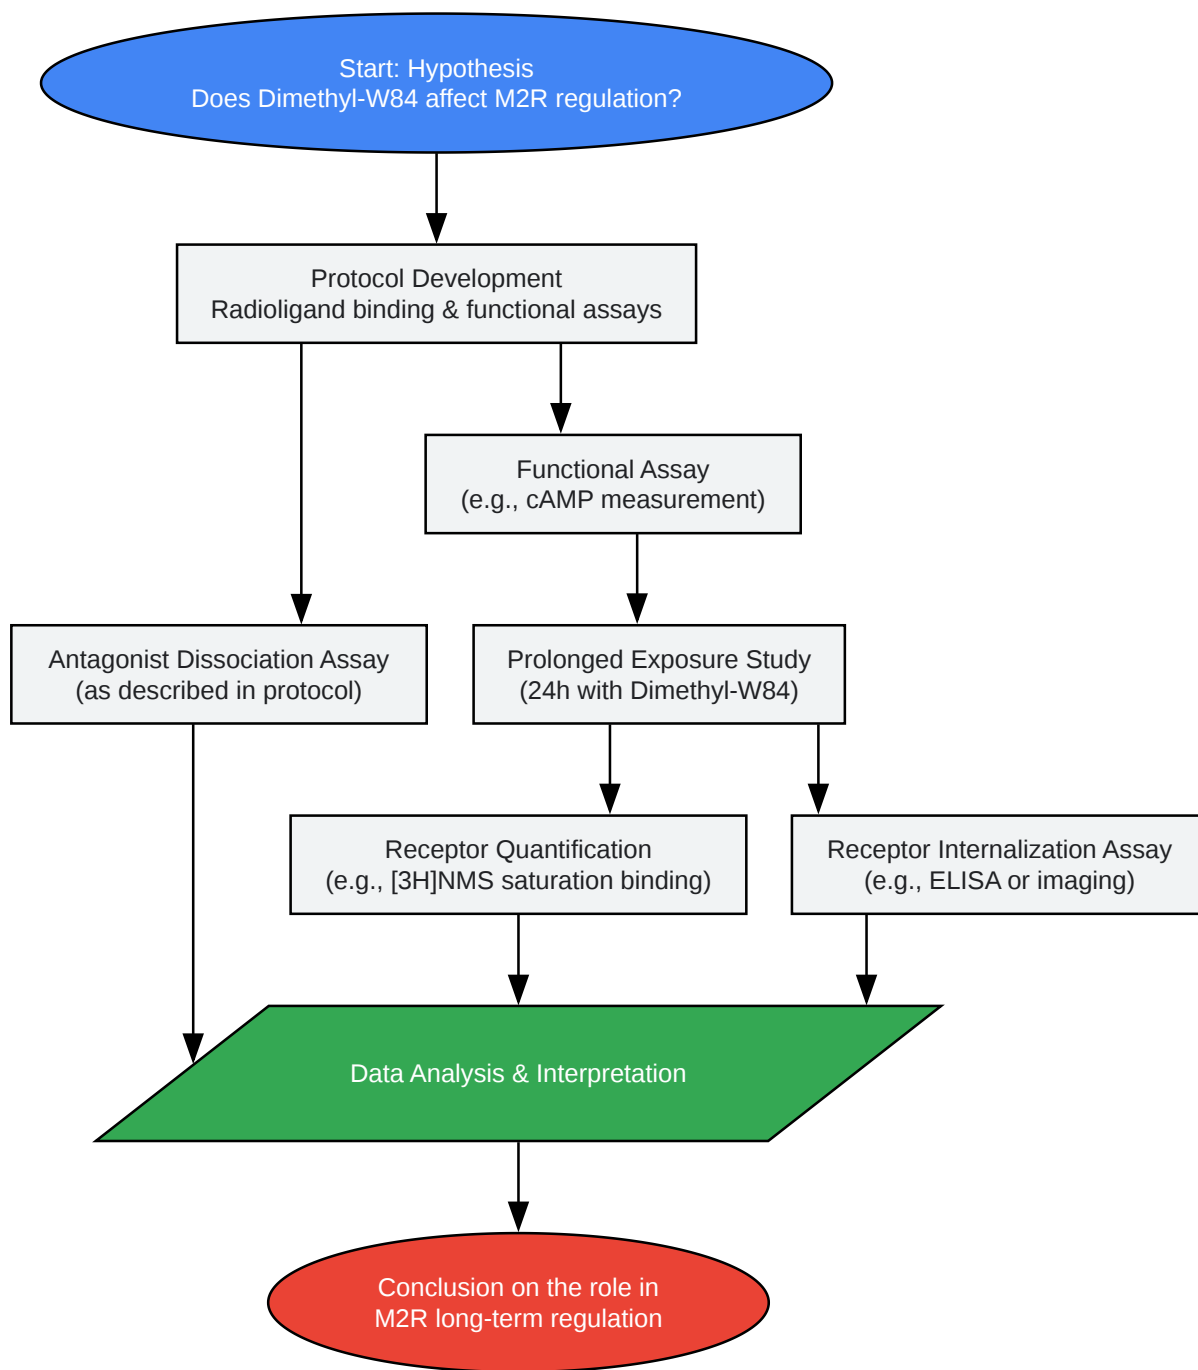 Start: Hypothesis
Does Dimethyl-W84 affect M2R regulation?
Protocol Development
Radioligand binding & functional assays
Functional Assay
(e.g., cAMP measurement)
Antagonist Dissociation Assay
(as described in protocol)
Prolonged Exposure Study
(24h with Dimethyl-W84)
Receptor Quantification
(e.g., [3H]NMS saturation binding)
Receptor Internalization Assay
(e.g., ELISA or imaging)
Data Analysis & Interpretation
Conclusion on the role in
M2R long-term regulation